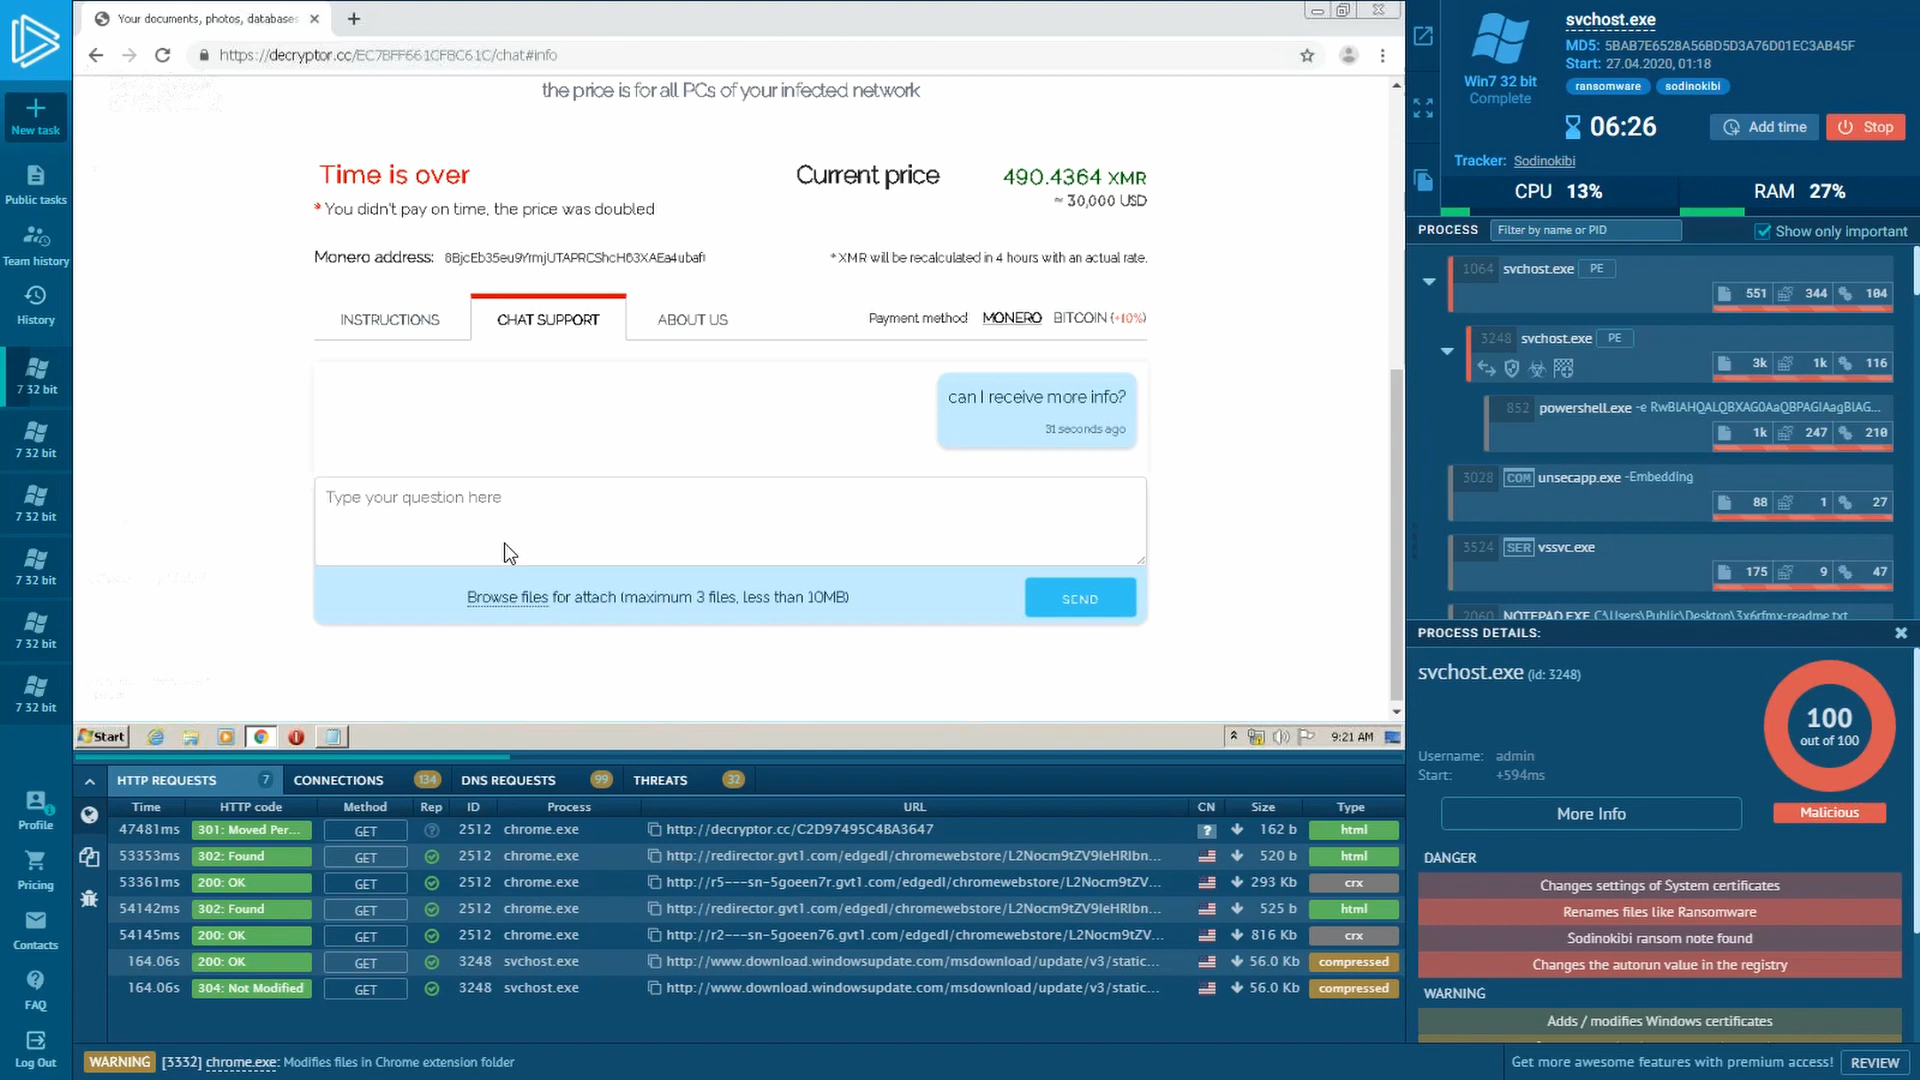 Your documents, photos, databases
https://decryptor.cc/EC7BFF661CFBC61C/chat#info
the price is for all PCs of your infected network
Time is over
* You didn't pay on time, the price was doubled
Current price
490.4364 XMR
≈ 30,000 USD
Monero address:
* XMR will be recalculated in 4 hours with an actual rate.
INSTRUCTIONS
CHAT SUPPORT
ABOUT US
Payment method:
MONERO
BITCOIN (+10%)
can I receive more info?
31 seconds ago
Type your question here
Browse files for attach (maximum 3 files, less than 10MB)
SEND
Start
9:21 AM
New task
Public tasks
Team history
History
7 32 bit
7 32 bit
7 32 bit
7 32 bit
7 32 bit
7 32 bit
Profile
Pricing
Contacts
FAQ
Log Out
HTTP REQUESTS 7
CONNECTIONS 134
DNS REQUESTS 99
THREATS 32
Time HTTP code Method Rep ID Process URL CN Size Type
47481ms 301: Moved Per... GET ? 2512 chrome.exe http://decryptor.cc/C2D97495C4BA3647 ? 162 b html
53353ms 302: Found GET 2512 chrome.exe http://redirector.gvt1.com/edgedl/chromewebstore/L2Nocm9tZV9leHRlbn... 520 b html
53361ms 200: OK GET 2512 chrome.exe http://r5---sn-5goeen7r.gvt1.com/edgedl/chromewebstore/L2Nocm9tZV... 293 Kb crx
54142ms 302: Found GET 2512 chrome.exe http://redirector.gvt1.com/edgedl/chromewebstore/L2Nocm9tZV9leHRlbn... 525 b html
54145ms 200: OK GET 2512 chrome.exe http://r2---sn-5goeen76.gvt1.com/edgedl/chromewebstore/L2Nocm9tZV... 816 Kb crx
164.06s 200: OK GET 3248 svchost.exe http://www.download.windowsupdate.com/msdownload/update/v3/static... 56.0 Kb compressed
164.06s 304: Not Modified GET 3248 svchost.exe http://www.download.windowsupdate.com/msdownload/update/v3/static... 56.0 Kb compressed
WARNING [3332] chrome.exe: Modifies files in Chrome extension folder
Win7 32 bit
Complete
svchost.exe
MD5: 5BAB7E6528A56BD5D3A76D01EC3AB45F
Start: 27.04.2020, 01:18
ransomware sodinokibi
06:26
Add time
Stop
Tracker: Sodinokibi
CPU 13% RAM 27%
PROCESS
Filter by name or PID
Show only important
1064 svchost.exe PE
551 344 104
3248 svchost.exe PE
3k 1k 116
852 powershell.exe -e RwBlAHQALQBXAG0AaQBPAGIAagBlAG...
1k 247 210
3028 COM unsecapp.exe -Embedding
88 1 27
3524 SER vssvc.exe
175 9 47
2060 NOTEPAD.EXE C:\Users\Public\Desktop\3x6rfmx-readme.txt
PROCESS DETAILS:
svchost.exe (id: 3248)
100
out of 100
Username: admin
Start: +594ms
More Info
Malicious
DANGER
Changes settings of System certificates
Renames files like Ransomware
Sodinokibi ransom note found
Changes the autorun value in the registry
WARNING
Adds / modifies Windows certificates
Get more awesome features with premium access!
REVIEW